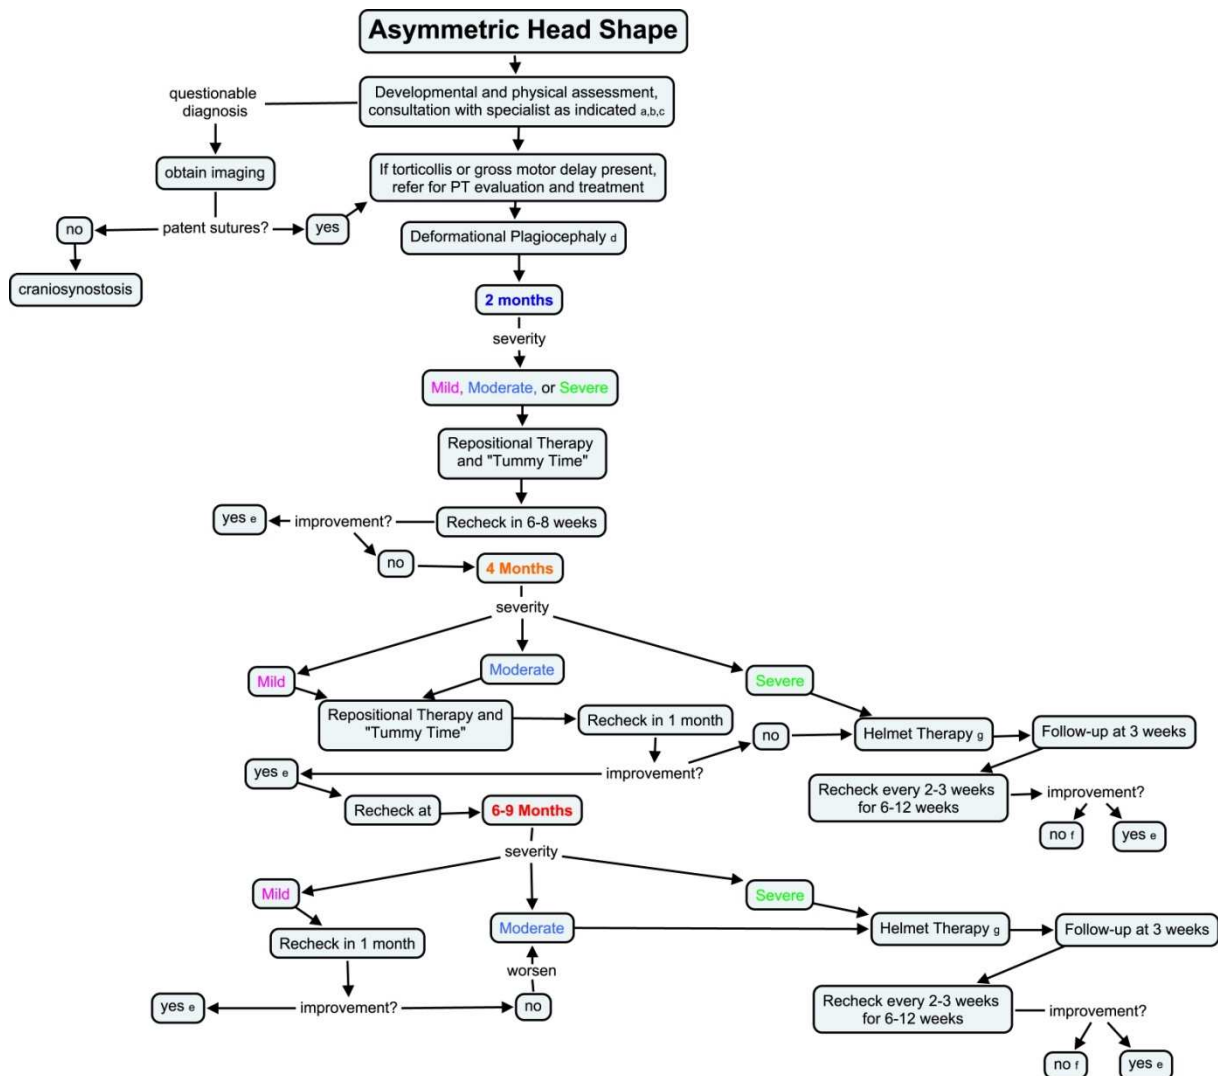 Asymmetric Head Shape
questionable
diagnosis
Developmental and physical assessment,
consultation with specialist as indicated a,b,c
obtain imaging
If torticollis or gross motor delay present,
refer for PT evaluation and treatment
no
patent sutures?
yes
Deformational Plagiocephaly d
craniosynostosis
2 months
severity
Mild, Moderate, or Severe
Repositional Therapy
and "Tummy Time"
yes e
improvement?
Recheck in 6-8 weeks
no
4 Months
severity
Mild
Moderate
Severe
Repositional Therapy and
"Tummy Time"
Recheck in 1 month
no
Helmet Therapy g
Follow-up at 3 weeks
yes e
improvement?
Recheck every 2-3 weeks
for 6-12 weeks
improvement?
no f
yes e
Recheck at
6-9 Months
severity
Mild
Severe
Recheck in 1 month
Moderate
Helmet Therapy g
Follow-up at 3 weeks
worsen
yes e
improvement?
no
Recheck every 2-3 weeks
for 6-12 weeks
improvement?
no f
yes e